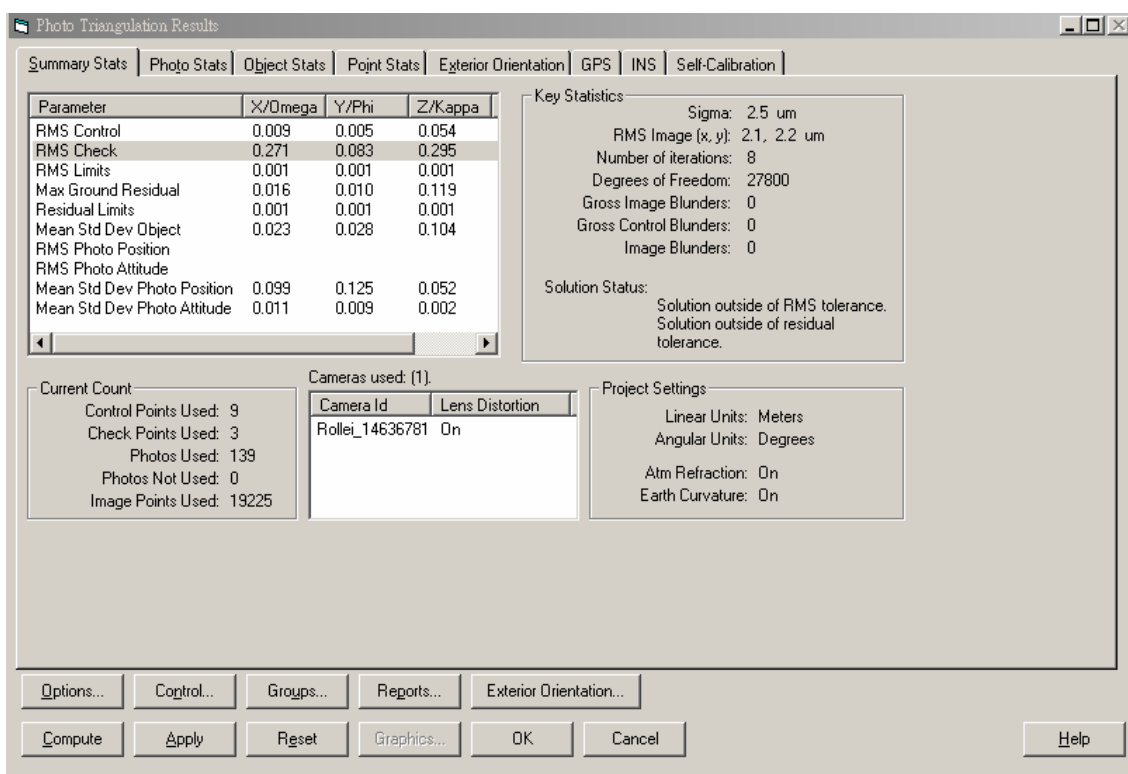 Photo Triangulation Results
Summary Stats Photo Stats Object Stats Point Stats Exterior Orientation GPS INS Self-Calibration
Parameter X/Omega Y/Phi Z/Kappa
RMS Control 0.009 0.005 0.054
RMS Check 0.271 0.083 0.295
RMS Limits 0.001 0.001 0.001
Max Ground Residual 0.016 0.010 0.119
Residual Limits 0.001 0.001 0.001
Mean Std Dev Object 0.023 0.028 0.104
RMS Photo Position
RMS Photo Attitude
Mean Std Dev Photo Position 0.099 0.125 0.052
Mean Std Dev Photo Attitude 0.011 0.009 0.002
Key Statistics
Sigma: 2.5 um
RMS Image (x, y): 2.1, 2.2 um
Number of iterations: 8
Degrees of Freedom: 27800
Gross Image Blunders: 0
Gross Control Blunders: 0
Image Blunders: 0
Solution Status:
Solution outside of RMS tolerance.
Solution outside of residual
tolerance.
Current Count
Control Points Used: 9
Check Points Used: 3
Photos Used: 139
Photos Not Used: 0
Image Points Used: 19225
Cameras used: (1).
Camera Id Lens Distortion
Rollei_14636781 On
Project Settings
Linear Units: Meters
Angular Units: Degrees
Atm Refraction: On
Earth Curvature: On
Options... Control... Groups... Reports... Exterior Orientation...
Compute Apply Reset Graphics... OK Cancel Help